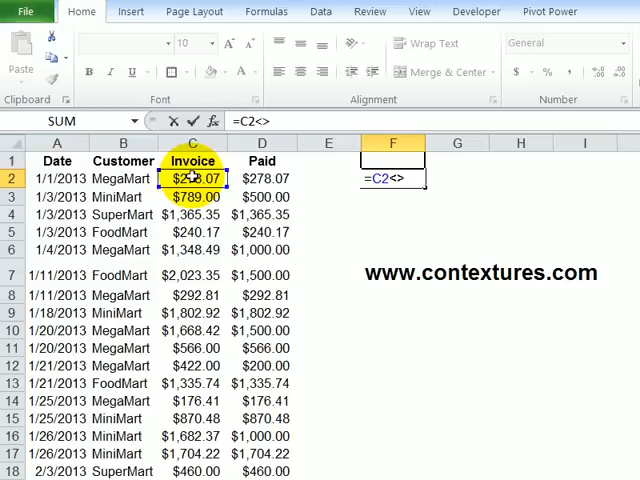 File Home Insert Page Layout Formulas Data Review View Developer Pivot Power
Paste
10 A A Wrap Text General
B I U A Merge & Center $ % , .0 .00 .00 .0
Clipboard Font Alignment Number
SUM fx =C2<>
A B C D E F G H I
1 Date Customer Invoice Paid
2 1/1/2013 MegaMart $278.07 $278.07 =C2<>
3 1/3/2013 MiniMart $789.00 $500.00
4 1/3/2013 SuperMart $1,365.35 $1,365.35
5 1/3/2013 FoodMart $240.17 $240.17
6 1/4/2013 MegaMart $1,348.49 $1,000.00
7 1/11/2013 FoodMart $2,023.35 $1,500.00
www.contextures.com
8 1/11/2013 MegaMart $292.81 $292.81
9 1/18/2013 MiniMart $1,802.92 $1,802.92
10 1/20/2013 MegaMart $1,668.42 $1,500.00
11 1/20/2013 MegaMart $566.00 $566.00
12 1/21/2013 MegaMart $422.00 $200.00
13 1/21/2013 FoodMart $1,335.74 $1,335.74
14 1/25/2013 MegaMart $176.41 $176.41
15 1/25/2013 MiniMart $870.48 $870.48
16 1/26/2013 MiniMart $1,682.37 $1,000.00
17 1/26/2013 MiniMart $1,704.22 $1,704.22
18 2/3/2013 SuperMart $460.00 $460.00